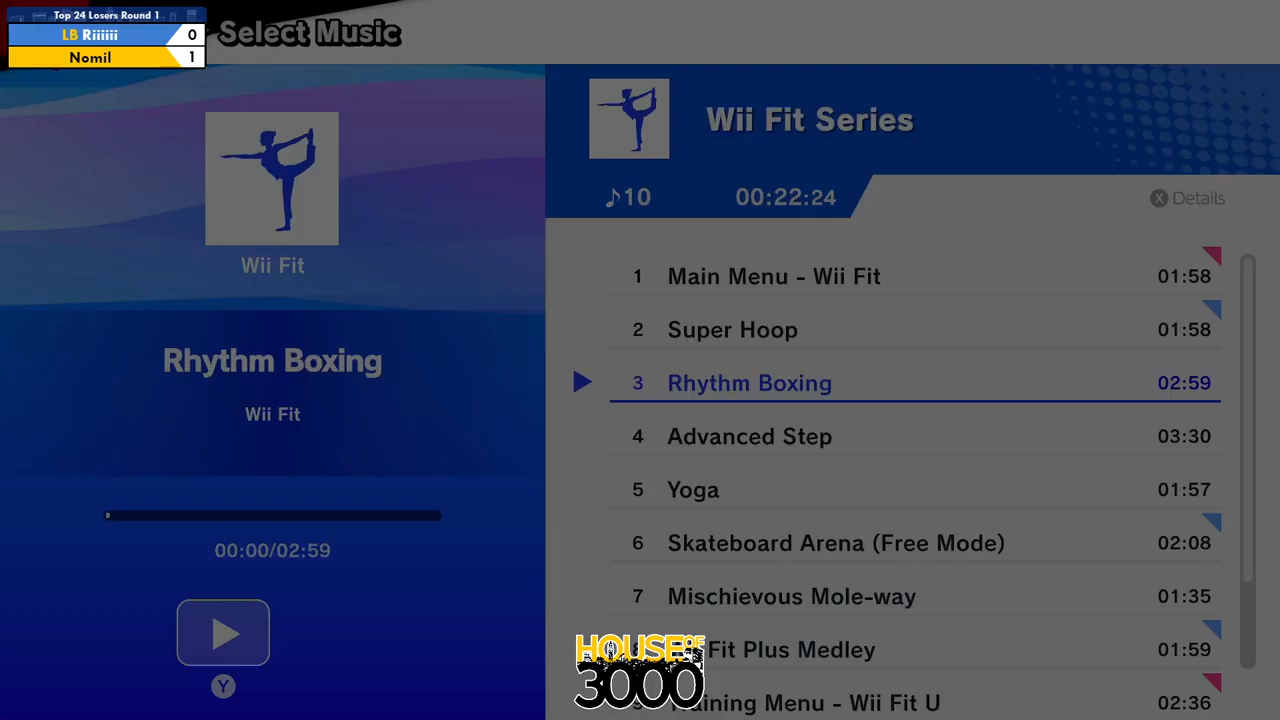 Top 24 Losers Round 1
LB Riiiiii 0
Nomil 1
Select Music
Wii Fit
Rhythm Boxing
Wii Fit
00:00/02:59
Y
Wii Fit Series
♪10 00:22:24
X Details
1 Main Menu - Wii Fit 01:58
2 Super Hoop 01:58
3 Rhythm Boxing 02:59
4 Advanced Step 03:30
5 Yoga 01:57
6 Skateboard Arena (Free Mode) 02:08
7 Mischievous Mole-way 01:35
Fit Plus Medley 01:59
Training Menu - Wii Fit U 02:36
HOUSE OF
3000